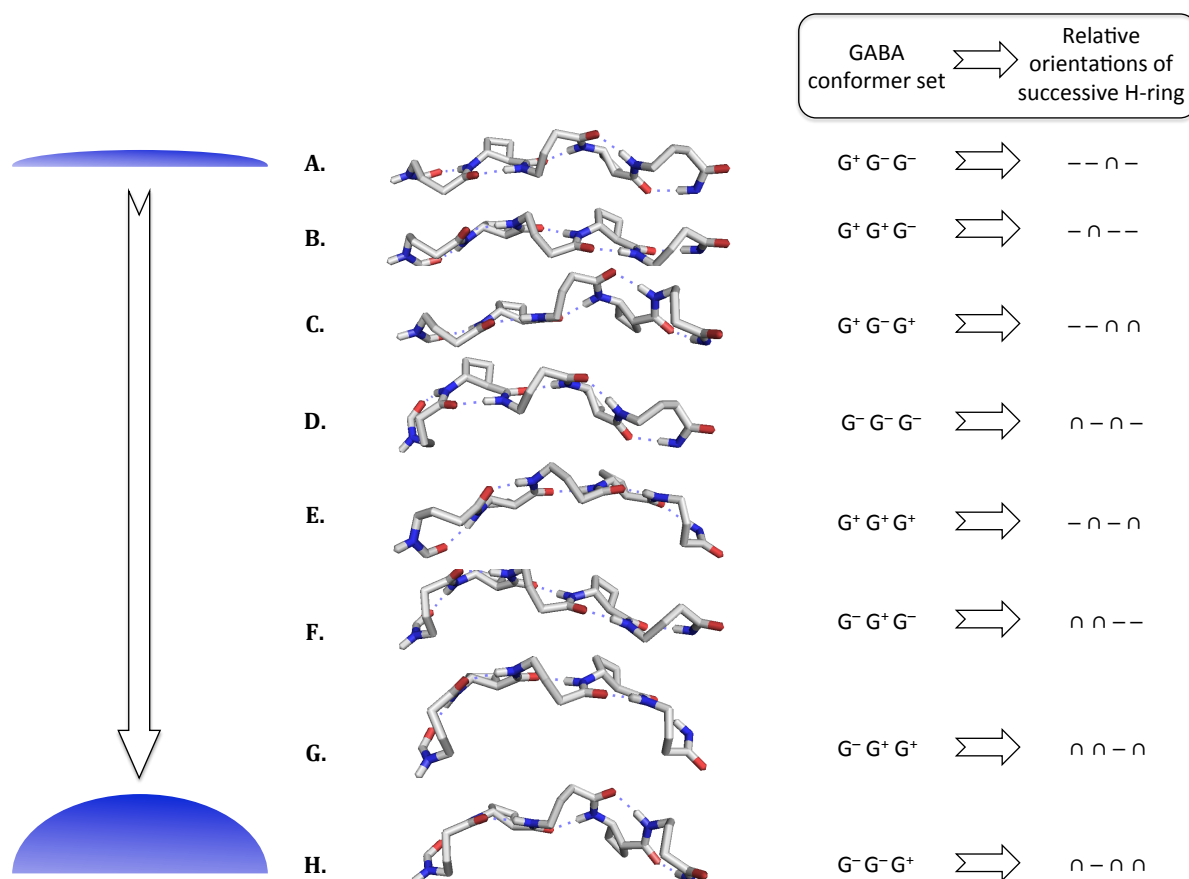 GABA
conformer set
Relative
orientations of
successive H-ring
A. G⁺ G⁻ G⁻ – – ∩ –
B. G⁺ G⁺ G⁻ – ∩ – –
C. G⁺ G⁻ G⁺ – – ∩ ∩
D. G⁻ G⁻ G⁻ ∩ – ∩ –
E. G⁺ G⁺ G⁺ – ∩ – ∩
F. G⁻ G⁺ G⁻ ∩ ∩ – –
G. G⁻ G⁺ G⁺ ∩ ∩ – ∩
H. G⁻ G⁻ G⁺ ∩ – ∩ ∩